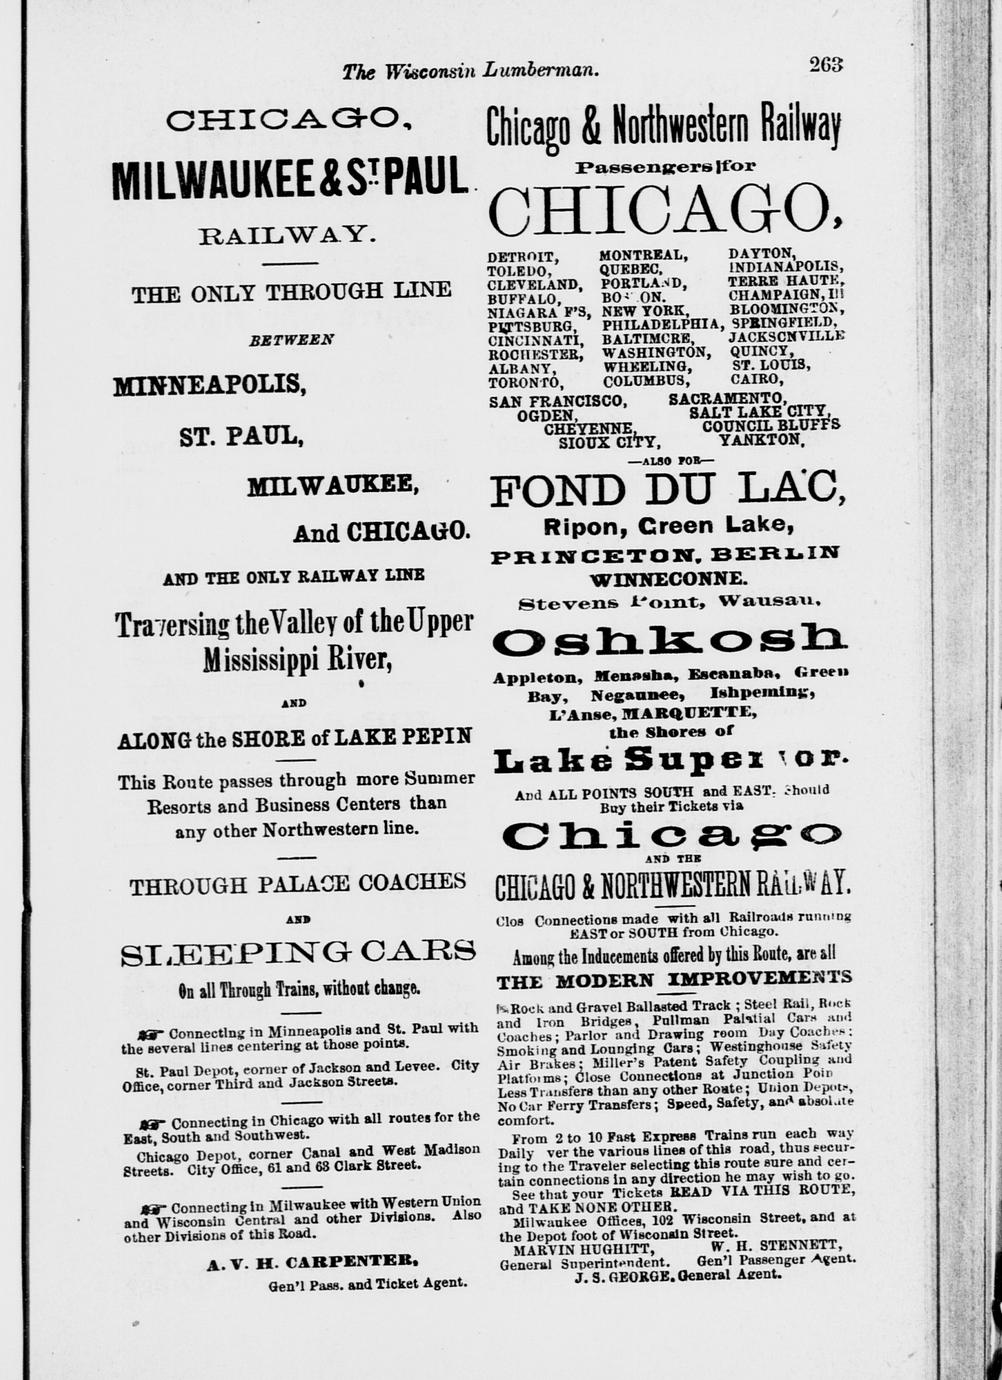 The Wisconsin Lumberman.
263
CHICAGO,
MILWAUKEE & ST. PAUL
RAILWAY.
THE ONLY THROUGH LINE
BETWEEN
MINNEAPOLIS,
ST. PAUL,
MILWAUKEE,
And CHICAGO.
AND THE ONLY RAILWAY LINE
Traversing the Valley of the Upper
Mississippi River,
AND
ALONG the SHORE of LAKE PEPIN
This Route passes through more Summer
Resorts and Business Centers than
any other Northwestern line.
THROUGH PALACE COACHES
AND
SLEEPING CARS
On all Through Trains, without change.
☞ Connecting in Minneapolis and St. Paul with
the several lines centering at those points.
St. Paul Depot, corner of Jackson and Levee. City
Office, corner Third and Jackson Streets.
☞ Connecting in Chicago with all routes for the
East, South and Southwest.
Chicago Depot, corner Canal and West Madison
Streets. City Office, 61 and 63 Clark Street.
☞ Connecting in Milwaukee with Western Union
and Wisconsin Central and other Divisions. Also
other Divisions of this Road.
A. V. H. CARPENTER,
Gen'l Pass. and Ticket Agent.
Chicago & Northwestern Railway
Passengers for
CHICAGO,
DETROIT, MONTREAL, DAYTON,
TOLEDO, QUEBEC, INDIANAPOLIS,
CLEVELAND, PORTLAND, TERRE HAUTE,
BUFFALO, BO ON. CHAMPAIGN, Ill
NIAGARA F'S, NEW YORK, BLOOMINGTON,
PITTSBURG, PHILADELPHIA, SPRINGFIELD,
CINCINNATI, BALTIMORE, JACKSONVILLE
ROCHESTER, WASHINGTON, QUINCY,
ALBANY, WHEELING, ST. LOUIS,
TORONTO, COLUMBUS, CAIRO,
SAN FRANCISCO, SACRAMENTO,
OGDEN, SALT LAKE CITY,
CHEYENNE, COUNCIL BLUFFS
SIOUX CITY, YANKTON,
—ALSO FOR—
FOND DU LAC,
Ripon, Green Lake,
PRINCETON, BERLIN
WINNECONNE.
Stevens Point, Wausau,
Oshkosh
Appleton, Menasha, Escanaba, Green
Bay, Negaunee, Ishpeming,
L'Anse, MARQUETTE,
the Shores of
Lake Superior.
And ALL POINTS SOUTH and EAST. Should
Buy their Tickets via
Chicago
AND THE
CHICAGO & NORTHWESTERN RAILWAY.
Clos Connections made with all Railroads running
EAST or SOUTH from Chicago.
Among the Inducements offered by this Route, are all
THE MODERN IMPROVEMENTS
Rock and Gravel Ballasted Track ; Steel Rail, Rock
and Iron Bridges, Pullman Palatial Cars and
Coaches ; Parlor and Drawing room Day Coaches ;
Smoking and Lounging Cars ; Westinghouse Safety
Air Brakes ; Miller's Patent Safety Coupling and
Platforms ; Close Connections at Junction Poin
Less Transfers than any other Route ; Union Depots,
No Car Ferry Transfers ; Speed, Safety, and absolute
comfort.
From 2 to 10 Fast Express Trains run each way
Daily ver the various lines of this road, thus secur-
ing to the Traveler selecting this route sure and cer-
tain connections in any direction he may wish to go.
See that your Tickets READ VIA THIS ROUTE,
and TAKE NONE OTHER.
Milwaukee Offices, 102 Wisconsin Street, and at
the Depot foot of Wisconsin Street.
MARVIN HUGHITT, W. H. STENNETT,
General Superintendent. Gen'l Passenger Agent.
J. S. GEORGE, General Agent.